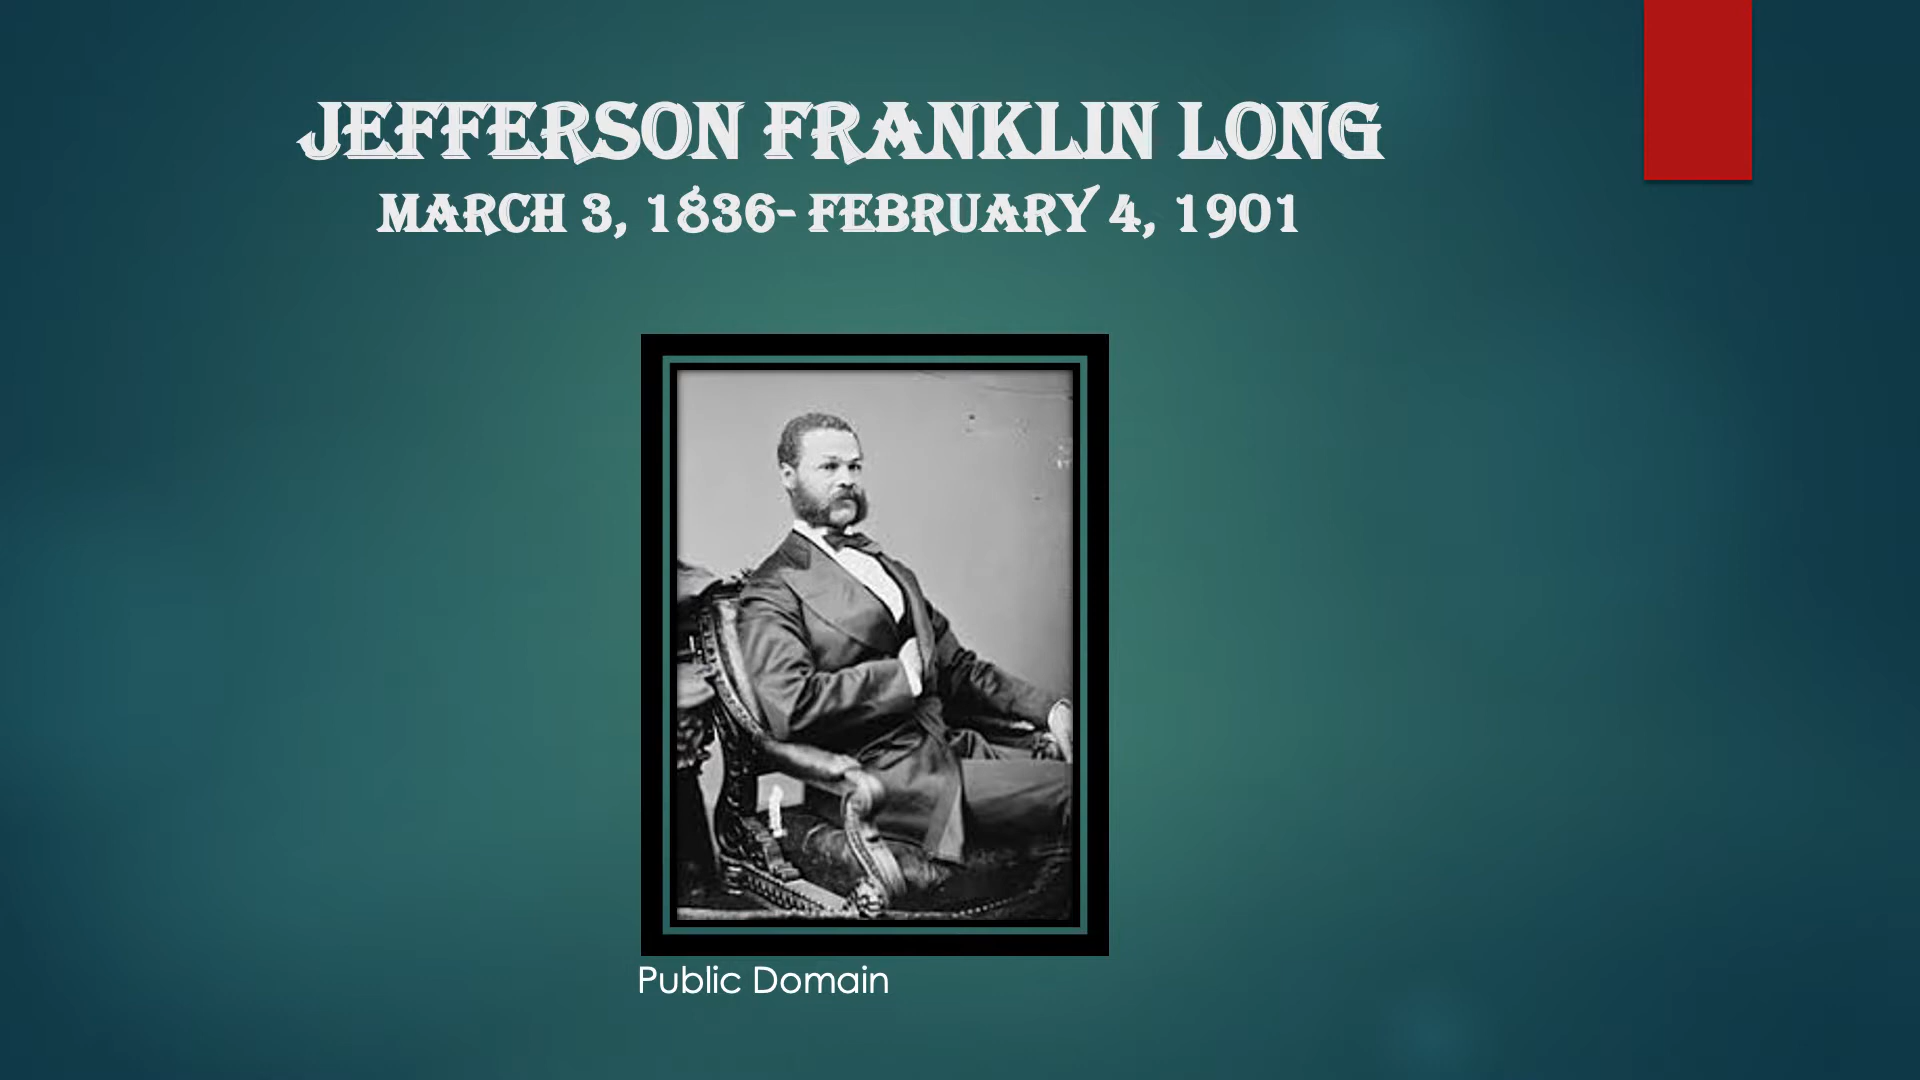 JEFFERSON FRANKLIN LONG
MARCH 3, 1836- FEBRUARY 4, 1901
Public Domain